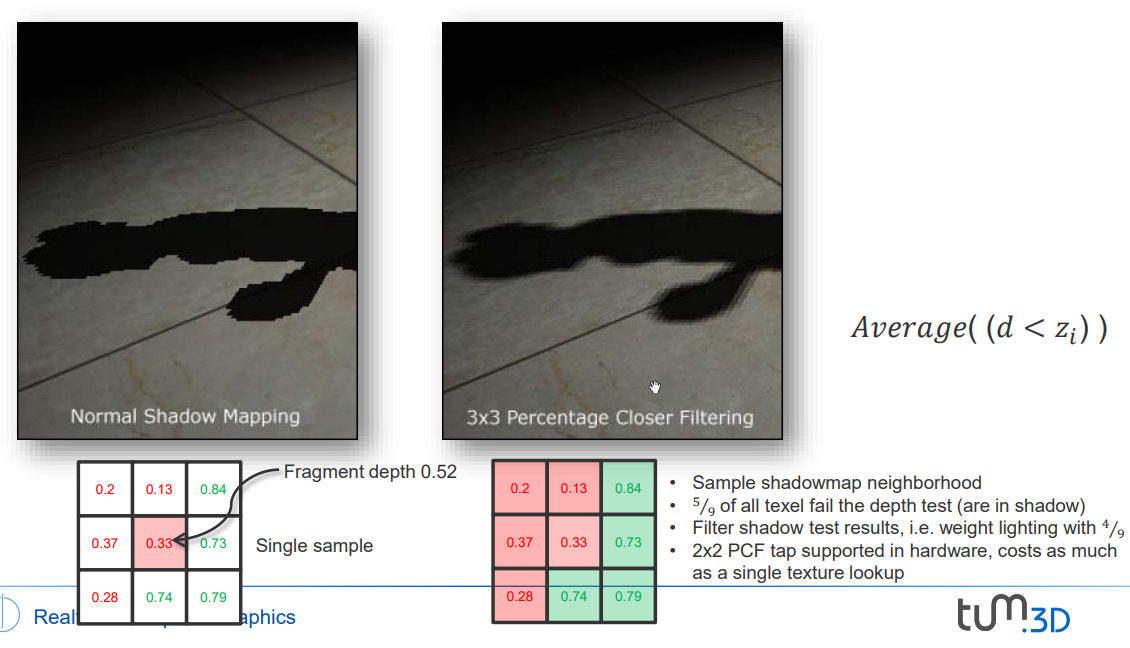 Normal Shadow Mapping
3x3 Percentage Closer Filtering
Average( (d < zᵢ) )
Fragment depth 0.52
0.2 0.13 0.84
0.37 0.33 0.73
0.28 0.74 0.79
Single sample
0.2 0.13 0.84
0.37 0.33 0.73
0.28 0.74 0.79
• Sample shadowmap neighborhood
• 5/9 of all texel fail the depth test (are in shadow)
• Filter shadow test results, i.e. weight lighting with 4/9
• 2x2 PCF tap supported in hardware, costs as much
as a single texture lookup
Real aphics
tum.3D